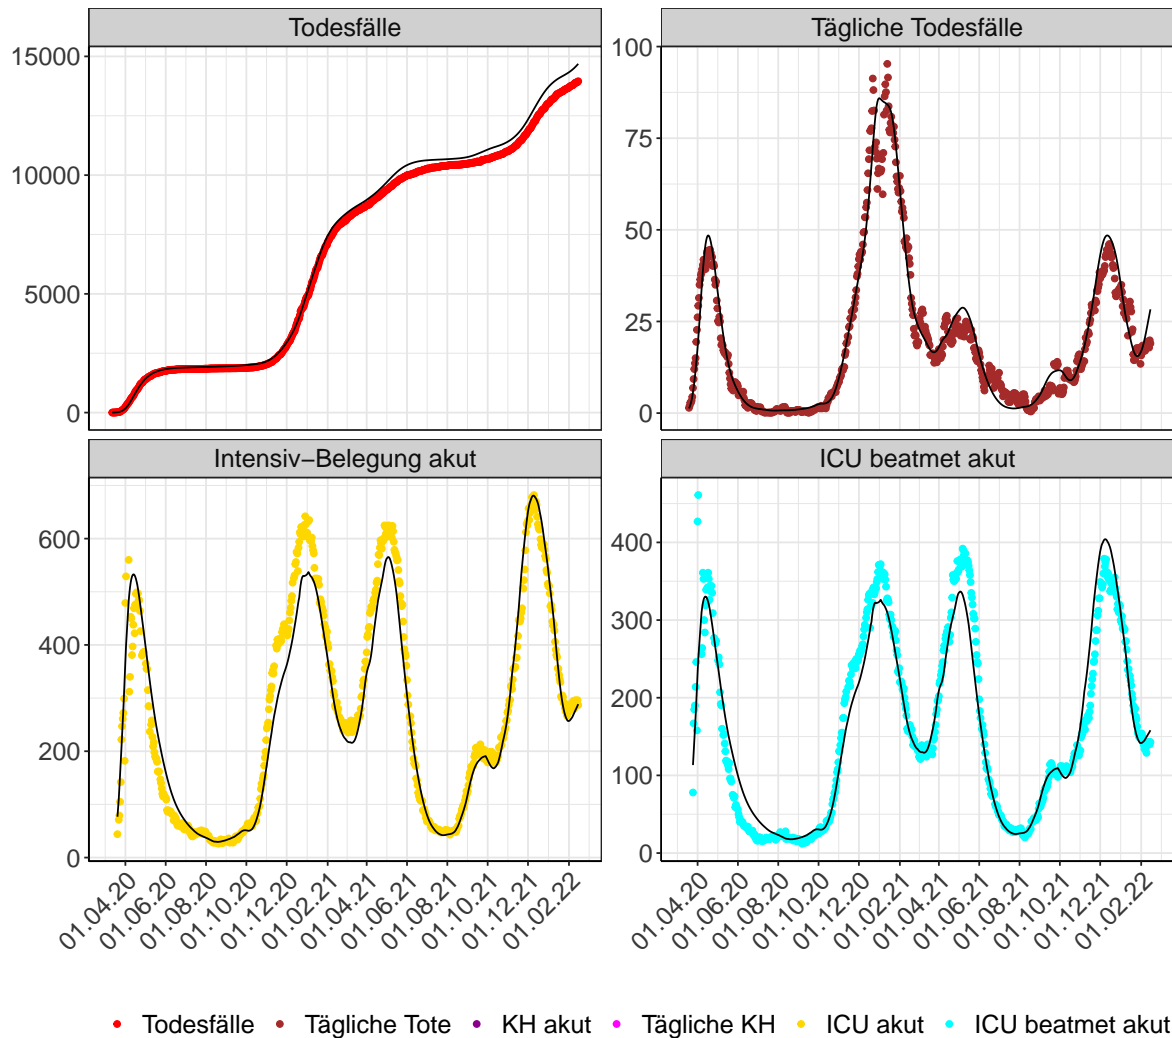 Todesfälle
Tägliche Todesfälle
15000
10000
5000
0
100
75
50
25
0
Intensiv−Belegung akut
ICU beatmet akut
600
400
200
0
400
300
200
100
0
01.04.20 01.06.20 01.08.20 01.10.20 01.12.20 01.02.21 01.04.21 01.06.21 01.08.21 01.10.21 01.12.21 01.02.22
01.04.20 01.06.20 01.08.20 01.10.20 01.12.20 01.02.21 01.04.21 01.06.21 01.08.21 01.10.21 01.12.21 01.02.22
Todesfälle Tägliche Tote KH akut Tägliche KH ICU akut ICU beatmet akut